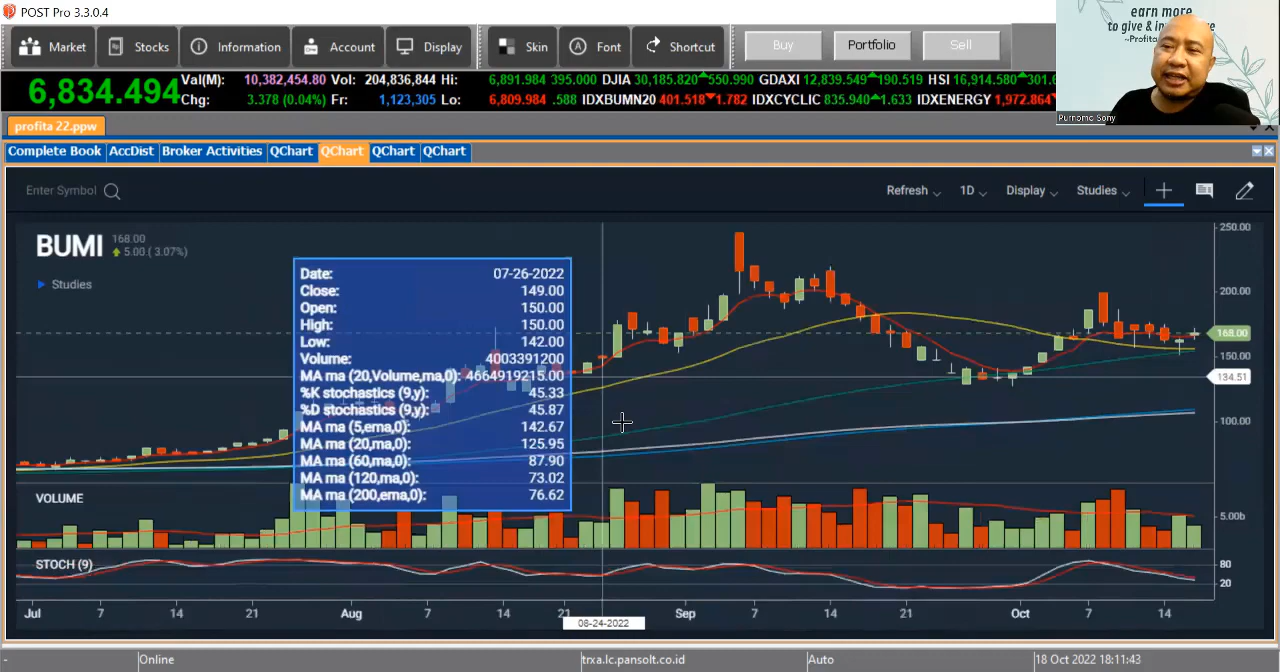 POST Pro 3.3.0.4
Market Stocks Information Account Display Skin Font Shortcut Buy Portfolio Sell
earn more
to give & in re
~Profita
6,834.494 Val(M): 10,382,454.80 Vol: 204,836,844 Hi: 6,891.984 395.000 DJIA 30,185.820 550.990 GDAXI 12,839.549 190.519 HSI 16,914.580 301.6
Chg: 3.378 (0.04%) Fr: 1,123,305 Lo: 6,809.984 .588 IDXBUMN20 401.518 1.782 IDXCYCLIC 835.940 1.633 IDXENERGY 1,972.864
Purnomo Sony
profita 22.ppw
Complete Book AccDist Broker Activities QChart QChart QChart QChart
Enter Symbol Refresh 1D Display Studies
BUMI 168.00
5.00 ( 3.07%)
Studies
Date: 07-26-2022
Close: 149.00
Open: 150.00
High: 150.00
Low: 142.00
Volume: 4003391200
MA ma (20,Volume,ma,0): 4664919215.00
%K stochastics (9,y): 45.33
%D stochastics (9,y): 45.87
MA ma (5,ema,0): 142.67
MA ma (20,ma,0): 125.95
MA ma (60,ma,0): 87.90
MA ma (120,ma,0): 73.02
MA ma (200,ema,0): 76.62
250.00
200.00
168.00
150.00
134.51
100.00
VOLUME
5.00b
STOCH (9)
80
20
Jul 7 14 21 Aug 7 14 21 Sep 7 14 21 Oct 7 14
08-24-2022
- Online trxa.lc.pansolt.co.id Auto 18 Oct 2022 18:11:43